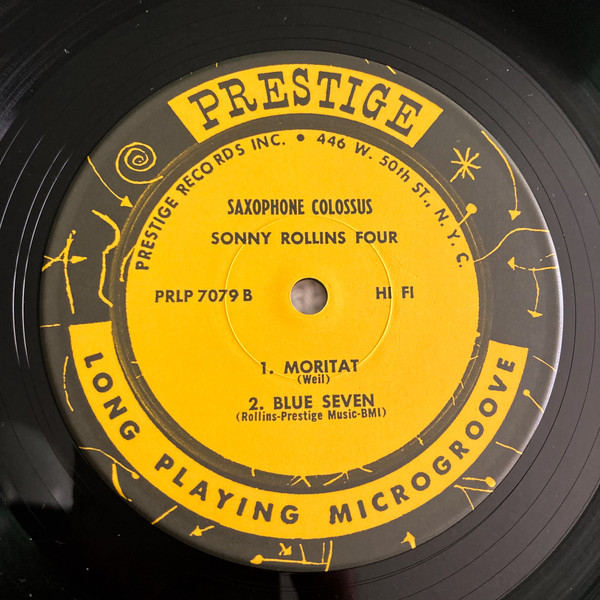 PRESTIGE
PRESTIGE RECORDS INC. • 446 W. 50th ST., N.Y.C.
SAXOPHONE COLOSSUS
SONNY ROLLINS FOUR
PRLP 7079 B HI FI
1. MORITAT
(Weil)
2. BLUE SEVEN
(Rollins-Prestige Music-BMI)
LONG PLAYING MICROGROOVE